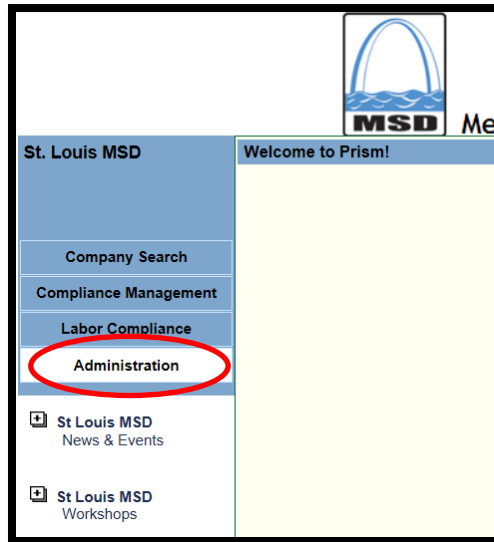 MSD Me
St. Louis MSD
Welcome to Prism!
Company Search
Compliance Management
Labor Compliance
Administration
St Louis MSD
News & Events
St Louis MSD
Workshops